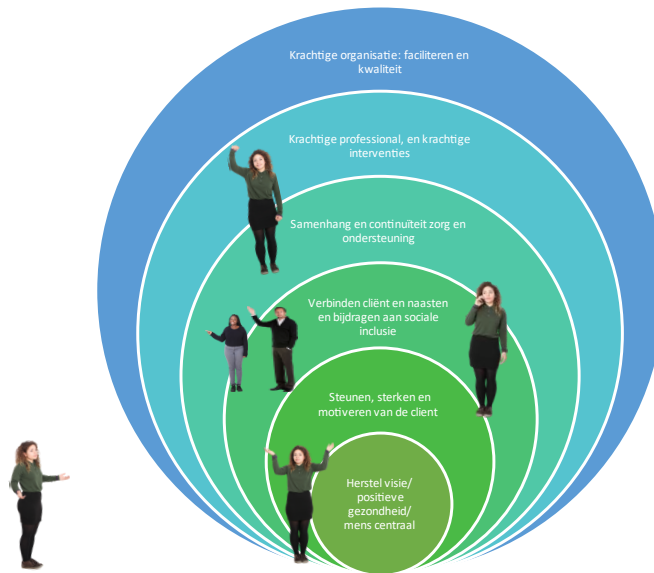 Krachtige organisatie: faciliteren en
kwaliteit
Krachtige professional, en krachtige
interventies
Samenhang en continuïteit zorg en
ondersteuning
Verbinden cliënt en naasten
en bijdragen aan sociale
inclusie
Steunen, sterken en
motiveren van de client
Herstel visie/
positieve
gezondheid/
mens centraal